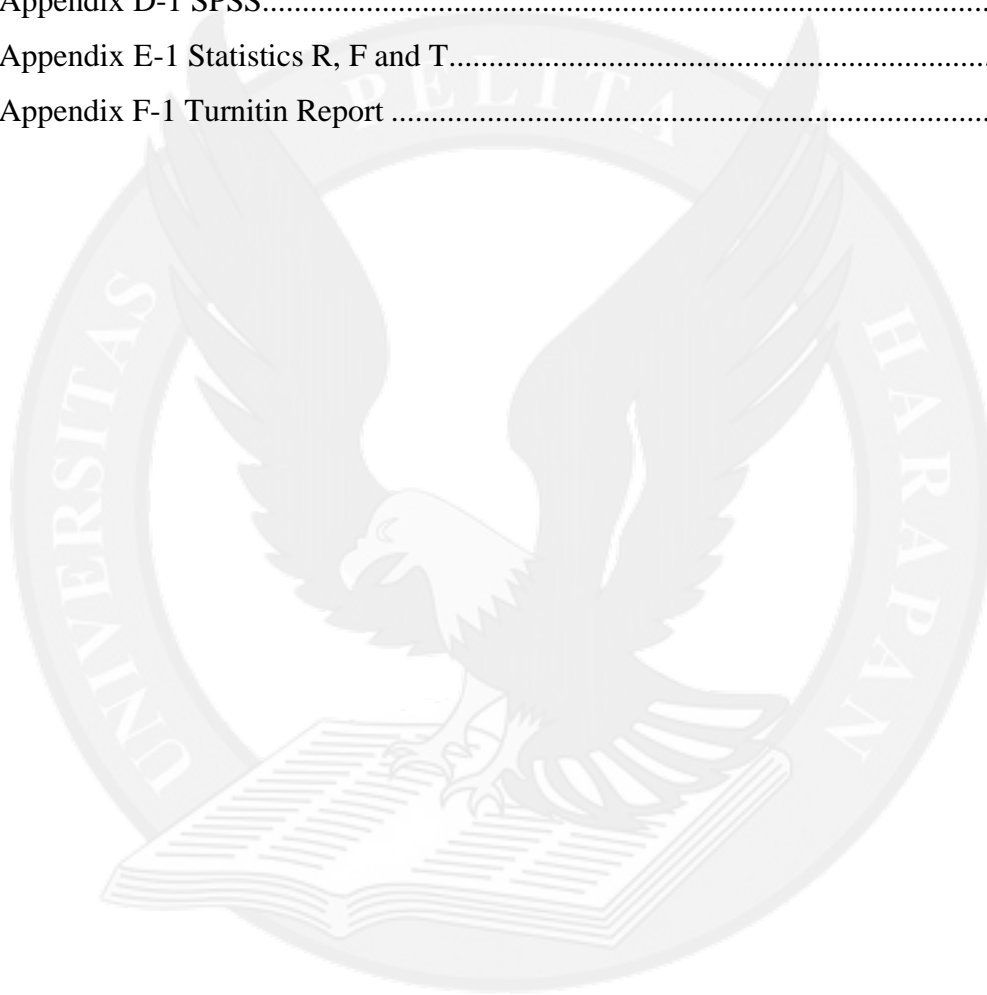 Appendix D-1 SPSS..........................................................................................
Appendix E-1 Statistics R, F and T...................................................................
Appendix F-1 Turnitin Report ..........................................................................
UNIVERSITAS PELITA HARAPAN